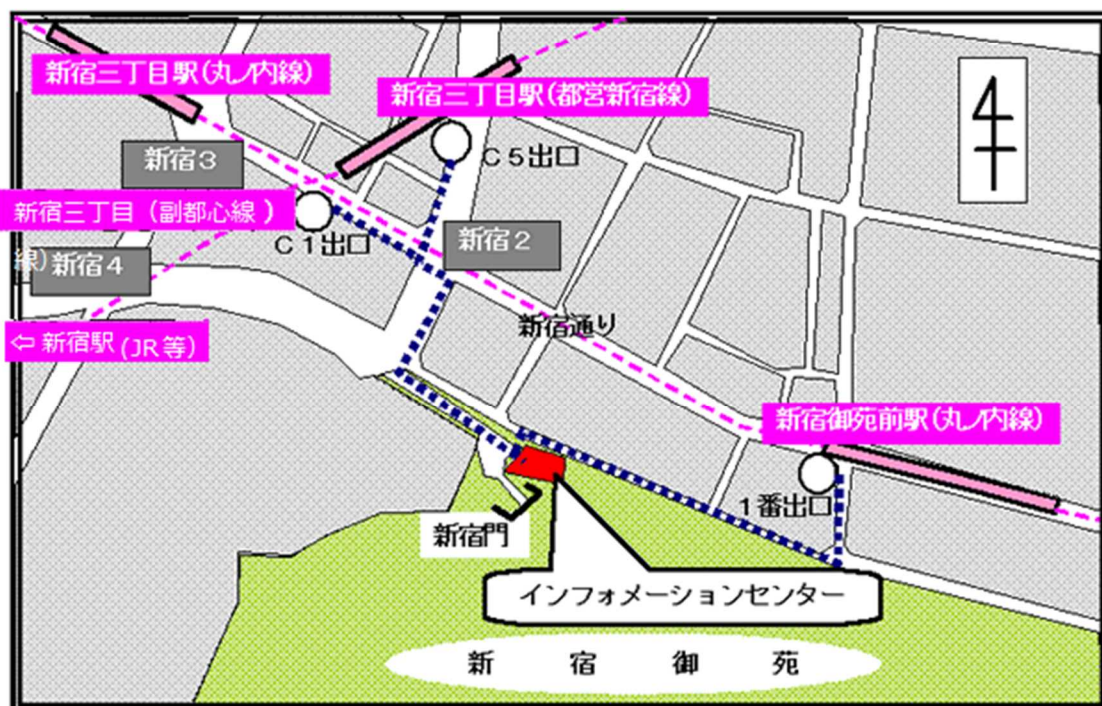 新宿三丁目駅(丸ノ内線)
新宿三丁目駅(都営新宿線)
C5出口
新宿3
新宿三丁目(副都心線)
C1出口
新宿2
線)
新宿4
新宿通り
⇦新宿駅(JR等)
新宿御苑前駅(丸ノ内線)
1番出口
新宿門
インフォメーションセンター
新宿御苑